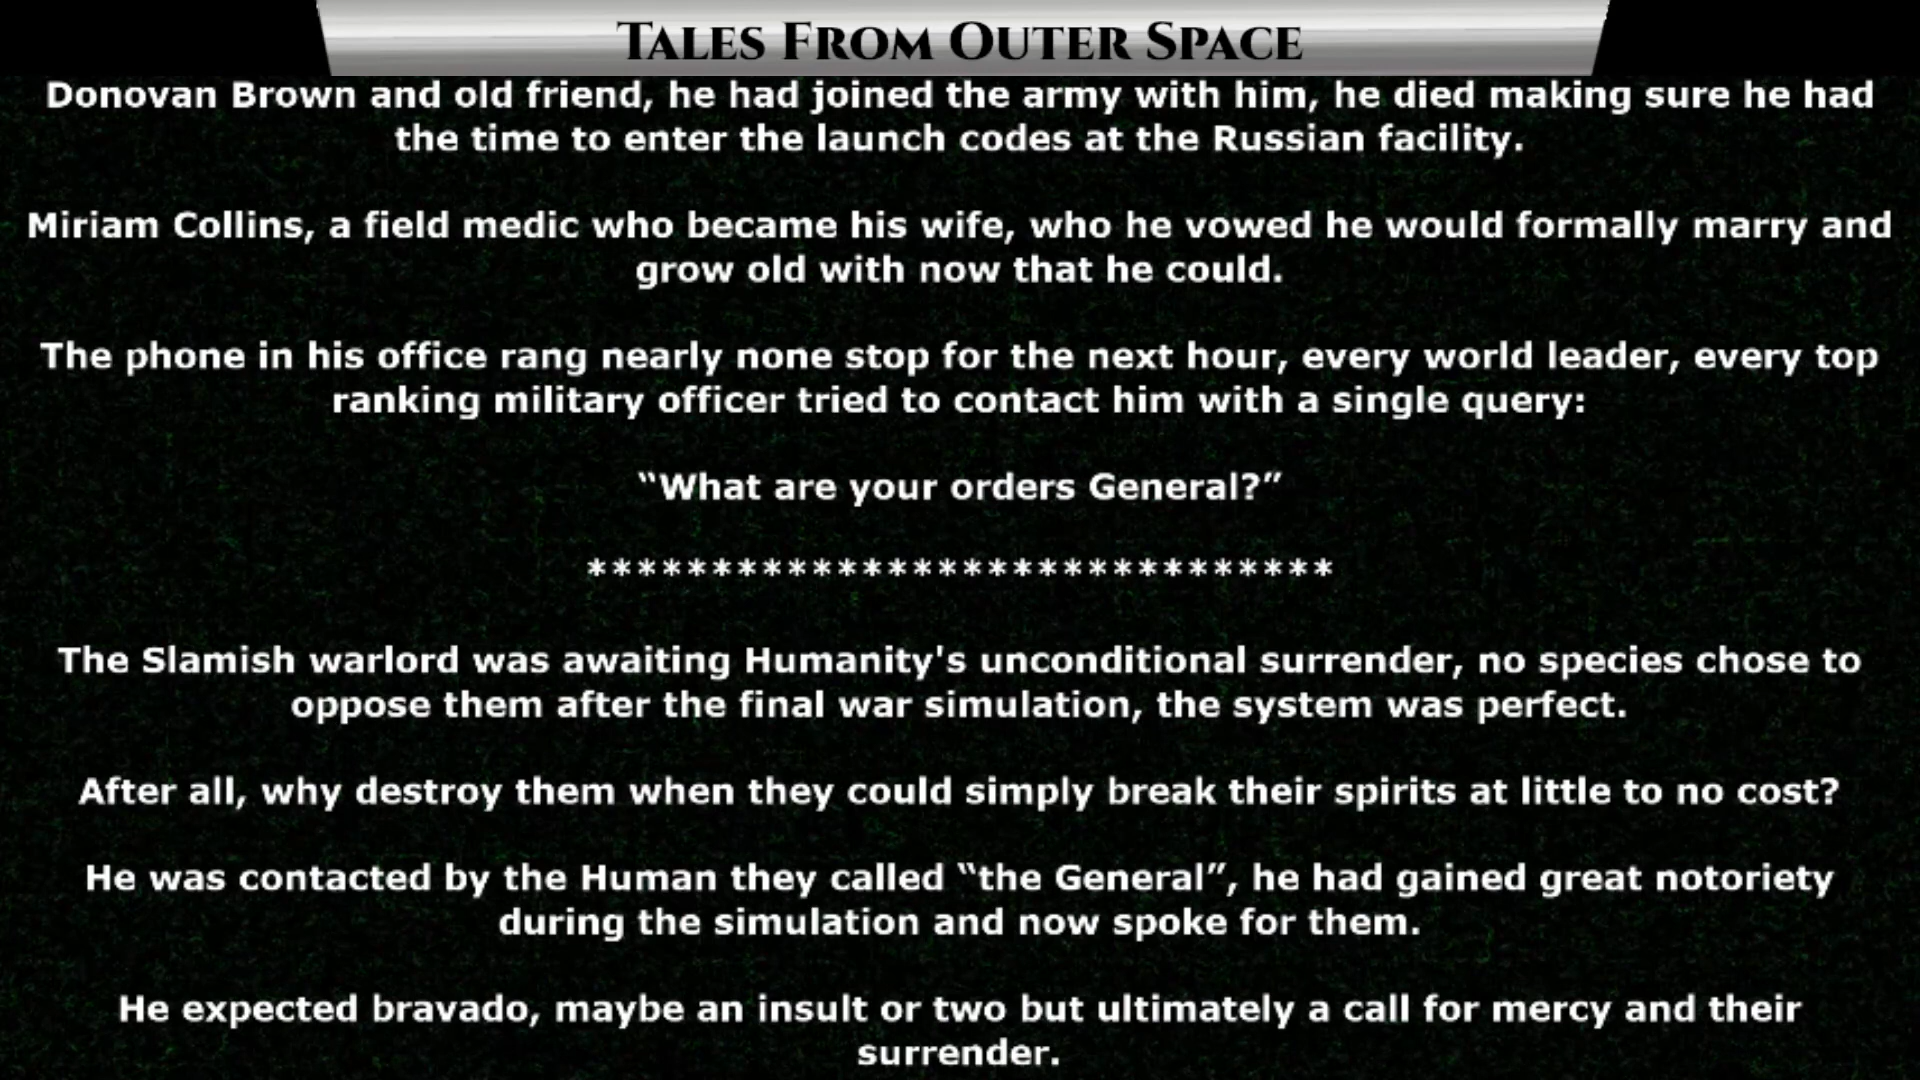 Tales From Outer Space
Donovan Brown and old friend, he had joined the army with him, he died making sure he had
the time to enter the launch codes at the Russian facility.
Miriam Collins, a field medic who became his wife, who he vowed he would formally marry and
grow old with now that he could.
The phone in his office rang nearly none stop for the next hour, every world leader, every top
ranking military officer tried to contact him with a single query:
“What are your orders General?”
******************************
The Slamish warlord was awaiting Humanity's unconditional surrender, no species chose to
oppose them after the final war simulation, the system was perfect.
After all, why destroy them when they could simply break their spirits at little to no cost?
He was contacted by the Human they called “the General”, he had gained great notoriety
during the simulation and now spoke for them.
He expected bravado, maybe an insult or two but ultimately a call for mercy and their
surrender.